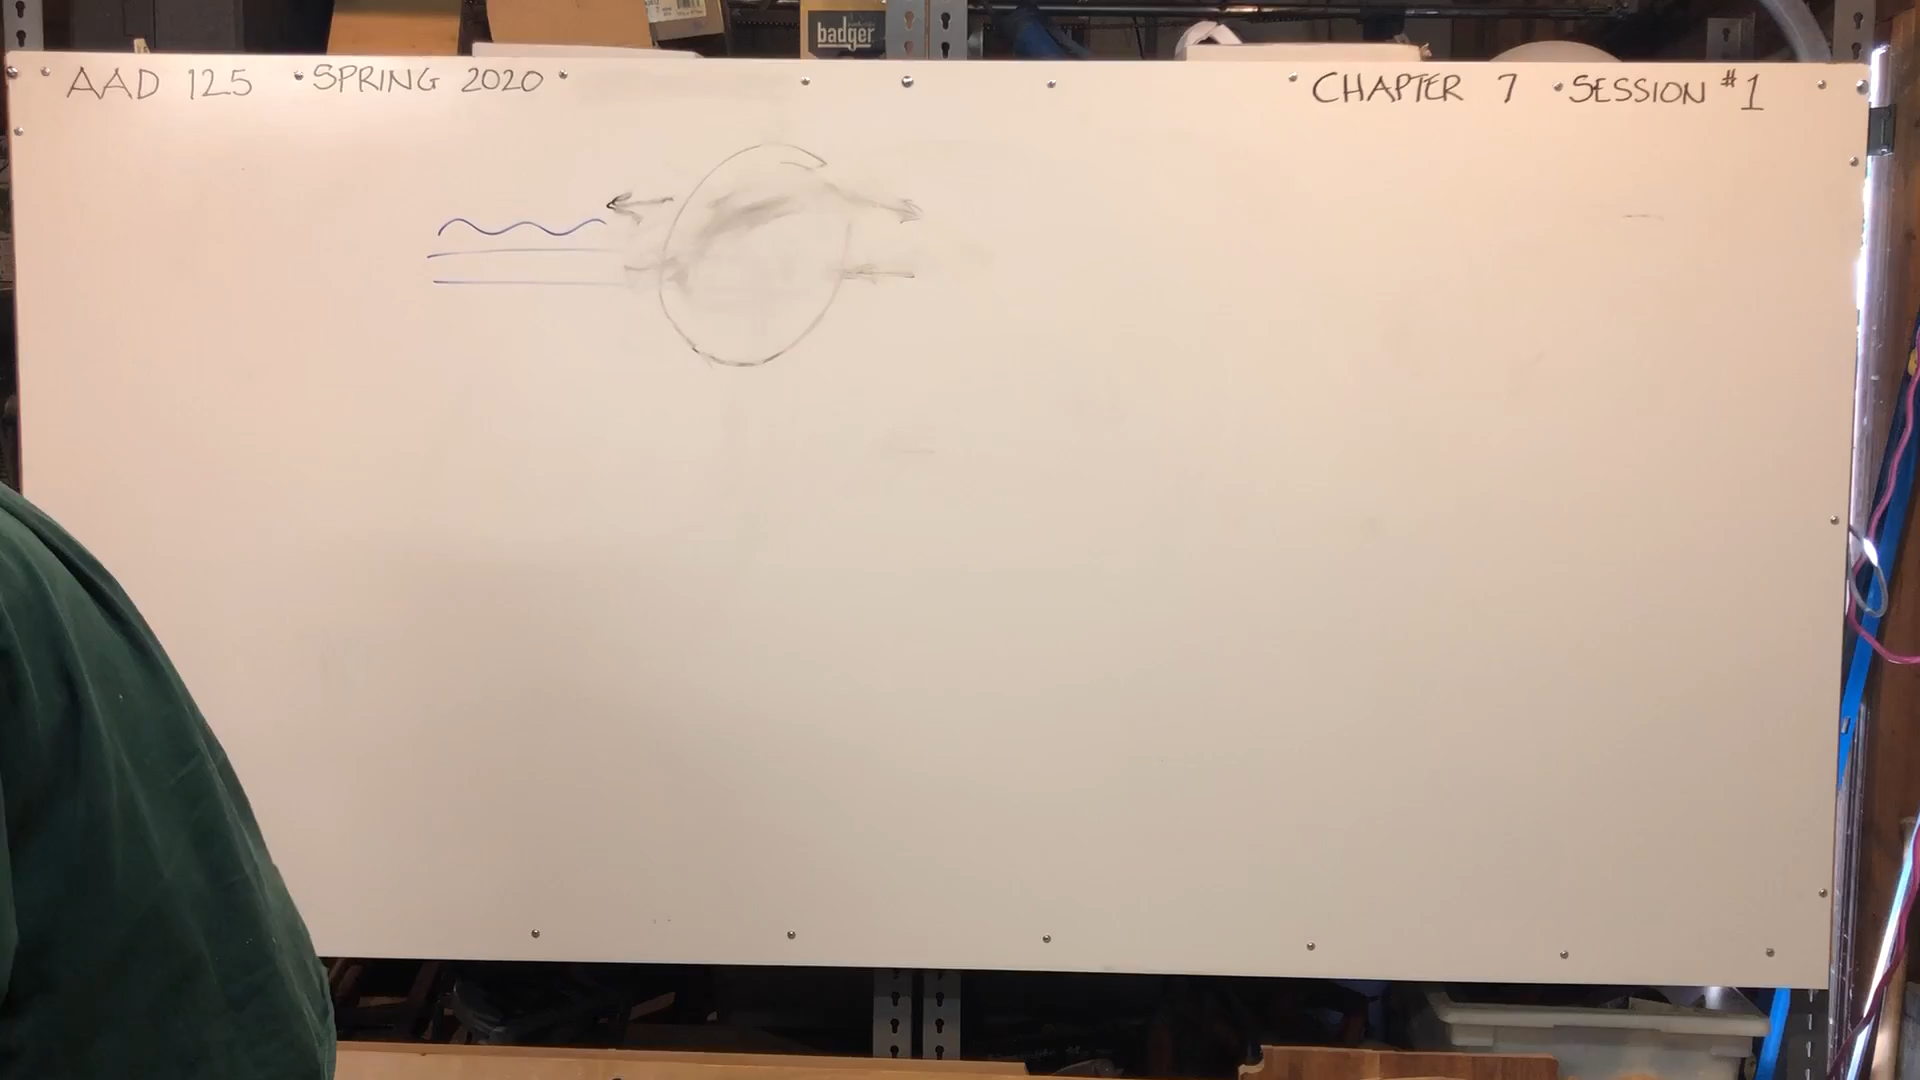 badger
AAD 125 • SPRING 2020
CHAPTER 7 • SESSION #1